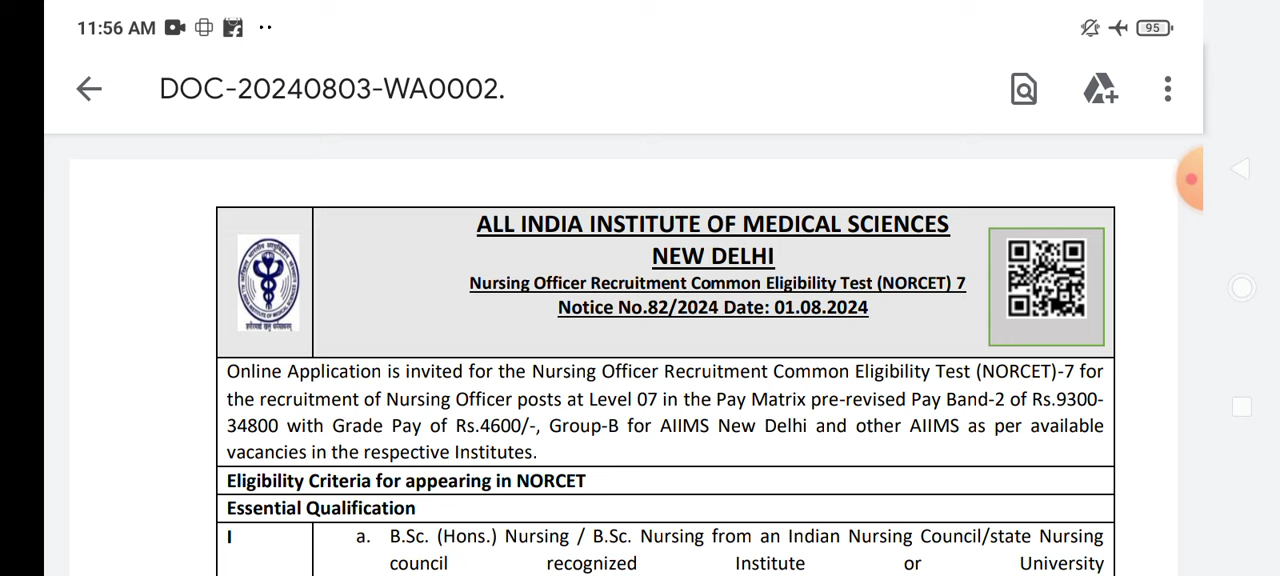 11:56 AM
95
DOC-20240803-WA0002.
ALL INDIA INSTITUTE OF MEDICAL SCIENCES
NEW DELHI
Nursing Officer Recruitment Common Eligibility Test (NORCET) 7
Notice No.82/2024 Date: 01.08.2024
Online Application is invited for the Nursing Officer Recruitment Common Eligibility Test (NORCET)-7 for
the recruitment of Nursing Officer posts at Level 07 in the Pay Matrix pre-revised Pay Band-2 of Rs.9300-
34800 with Grade Pay of Rs.4600/-, Group-B for AIIMS New Delhi and other AIIMS as per available
vacancies in the respective Institutes.
Eligibility Criteria for appearing in NORCET
Essential Qualification
I a. B.Sc. (Hons.) Nursing / B.Sc. Nursing from an Indian Nursing Council/state Nursing
council recognized Institute or University